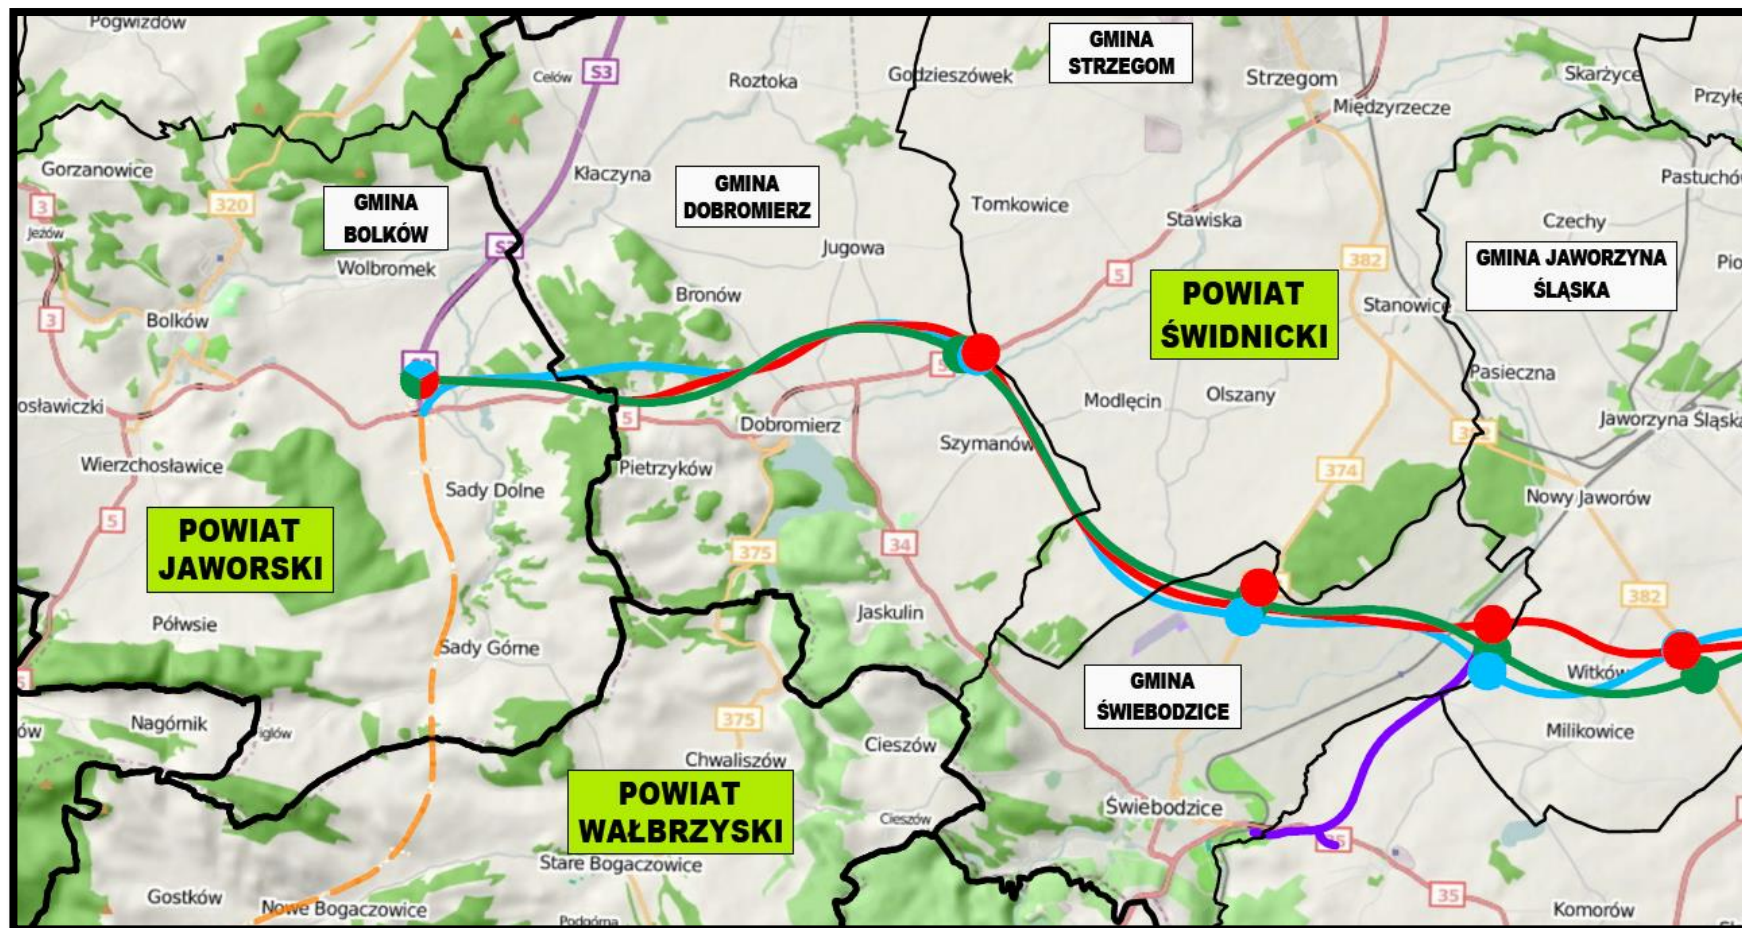 Pogwizdów
Celów
S3
Roztoka
Godzieszówek
GMINA
STRZEGOM
Strzegom
Międzyrzecze
Skarżyce
Gorzanowice
3
Jeżów
320
GMINA
BOLKÓW
Kłaczyna
GMINA
DOBROMIERZ
Tomkowice
Stawiska
Czechy
Wolbromek
Jugowa
382
GMINA JAWORZYNA
ŚLĄSKA
3
Bolków
Bronów
5
POWIAT
ŚWIDNICKI
Stanowice
Pasieczna
Modlęcin
Olszany
Jaworzyna Śląska
Dobromierz
5
Szymanów
Wierzchosławice
Sady Dolne
Pietrzyków
374
Nowy Jaworów
5
POWIAT
JAWORSKI
375
34
382
Półwsie
Jaskulin
Sady Górne
GMINA
ŚWIEBODZICE
Witków
Nagórnik
375
Milikowice
Chwaliszów
Cieszów
POWIAT
WAŁBRZYSKI
Cieszów
Świebodzice
Stare Bogaczowice
Gostków
Nowe Bogaczowice
35
Komorów
Podgórna